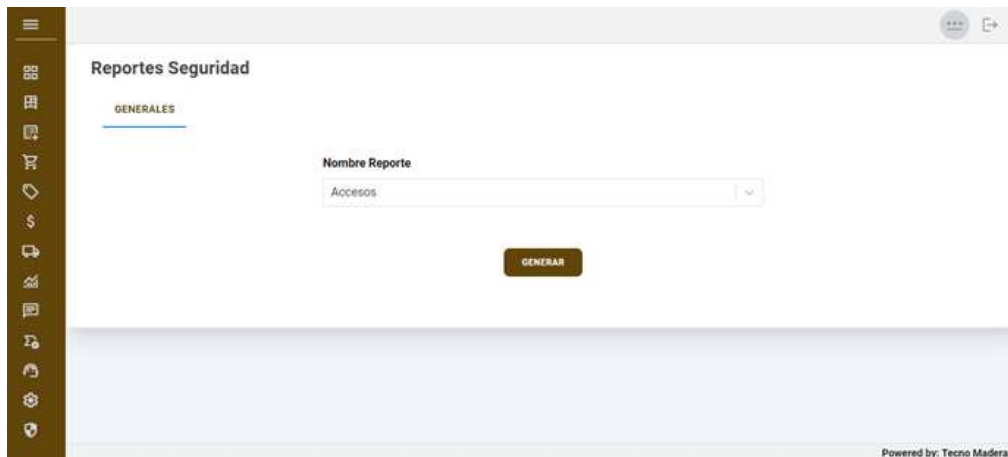 Reportes Seguridad
GENERALES
Nombre Reporte
Accesos
GENERAR
Powered by: Tecno Madera